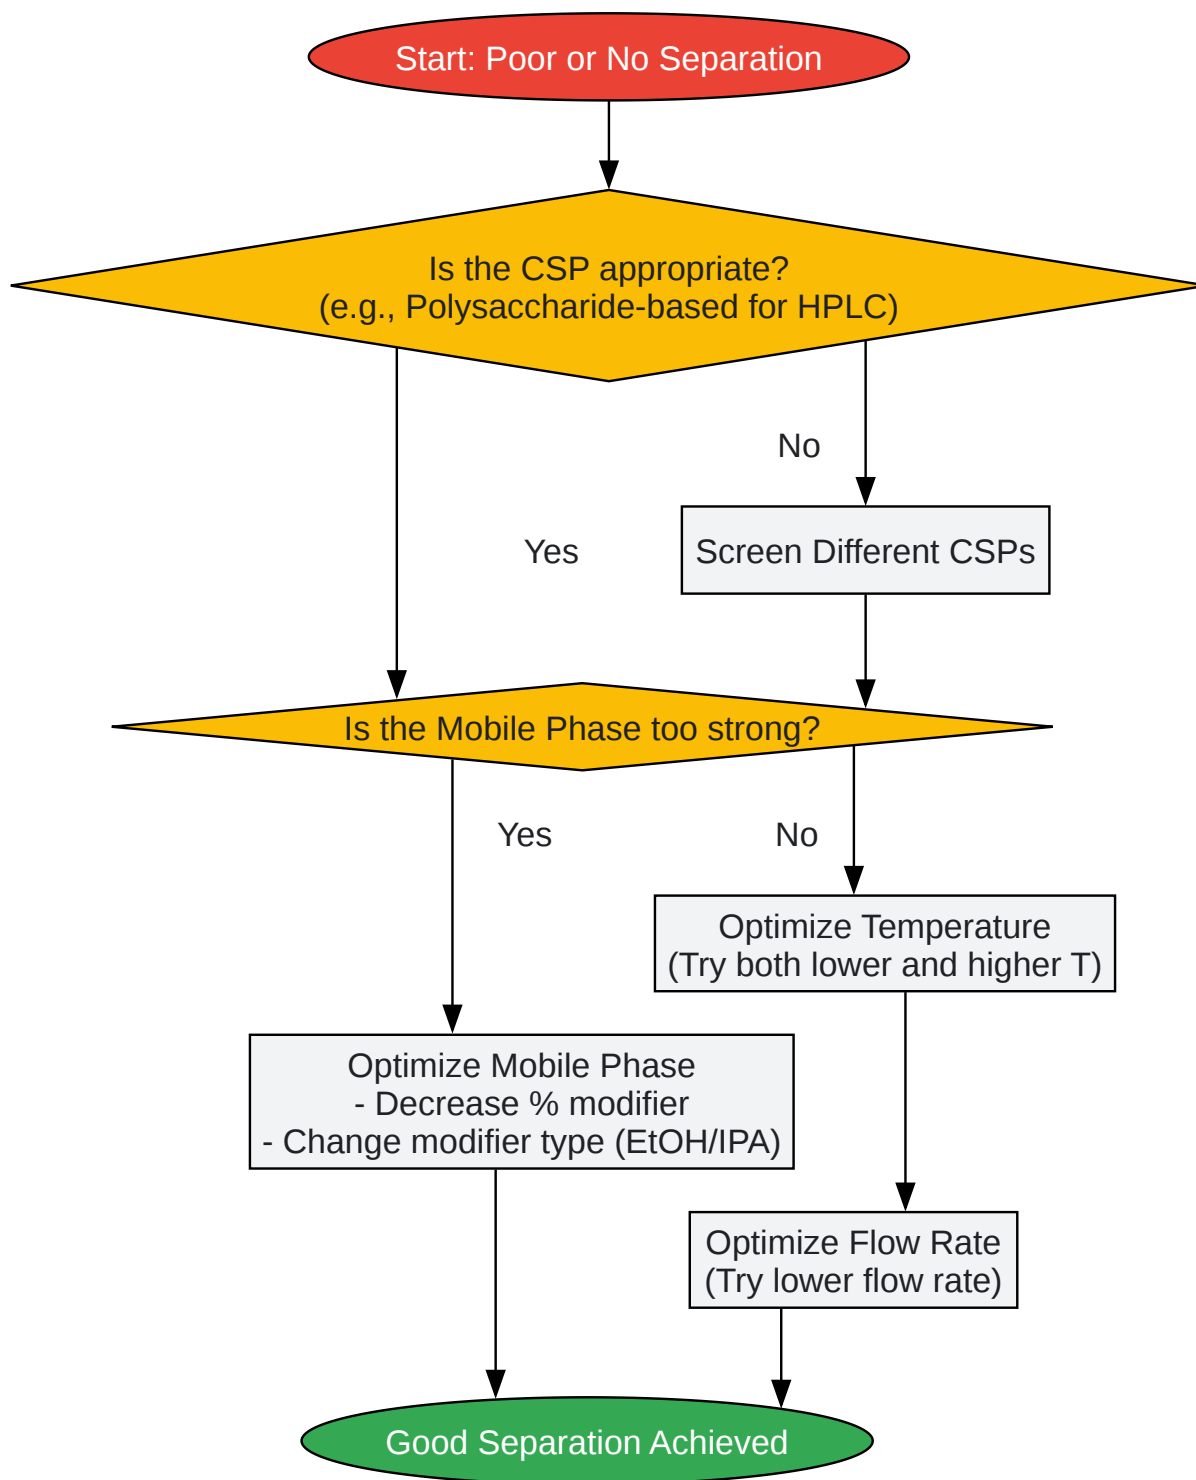 Start: Poor or No Separation
Is the CSP appropriate?
(e.g., Polysaccharide-based for HPLC)
No
Yes
Screen Different CSPs
Is the Mobile Phase too strong?
Yes
No
Optimize Temperature
(Try both lower and higher T)
Optimize Mobile Phase
- Decrease % modifier
- Change modifier type (EtOH/IPA)
Optimize Flow Rate
(Try lower flow rate)
Good Separation Achieved